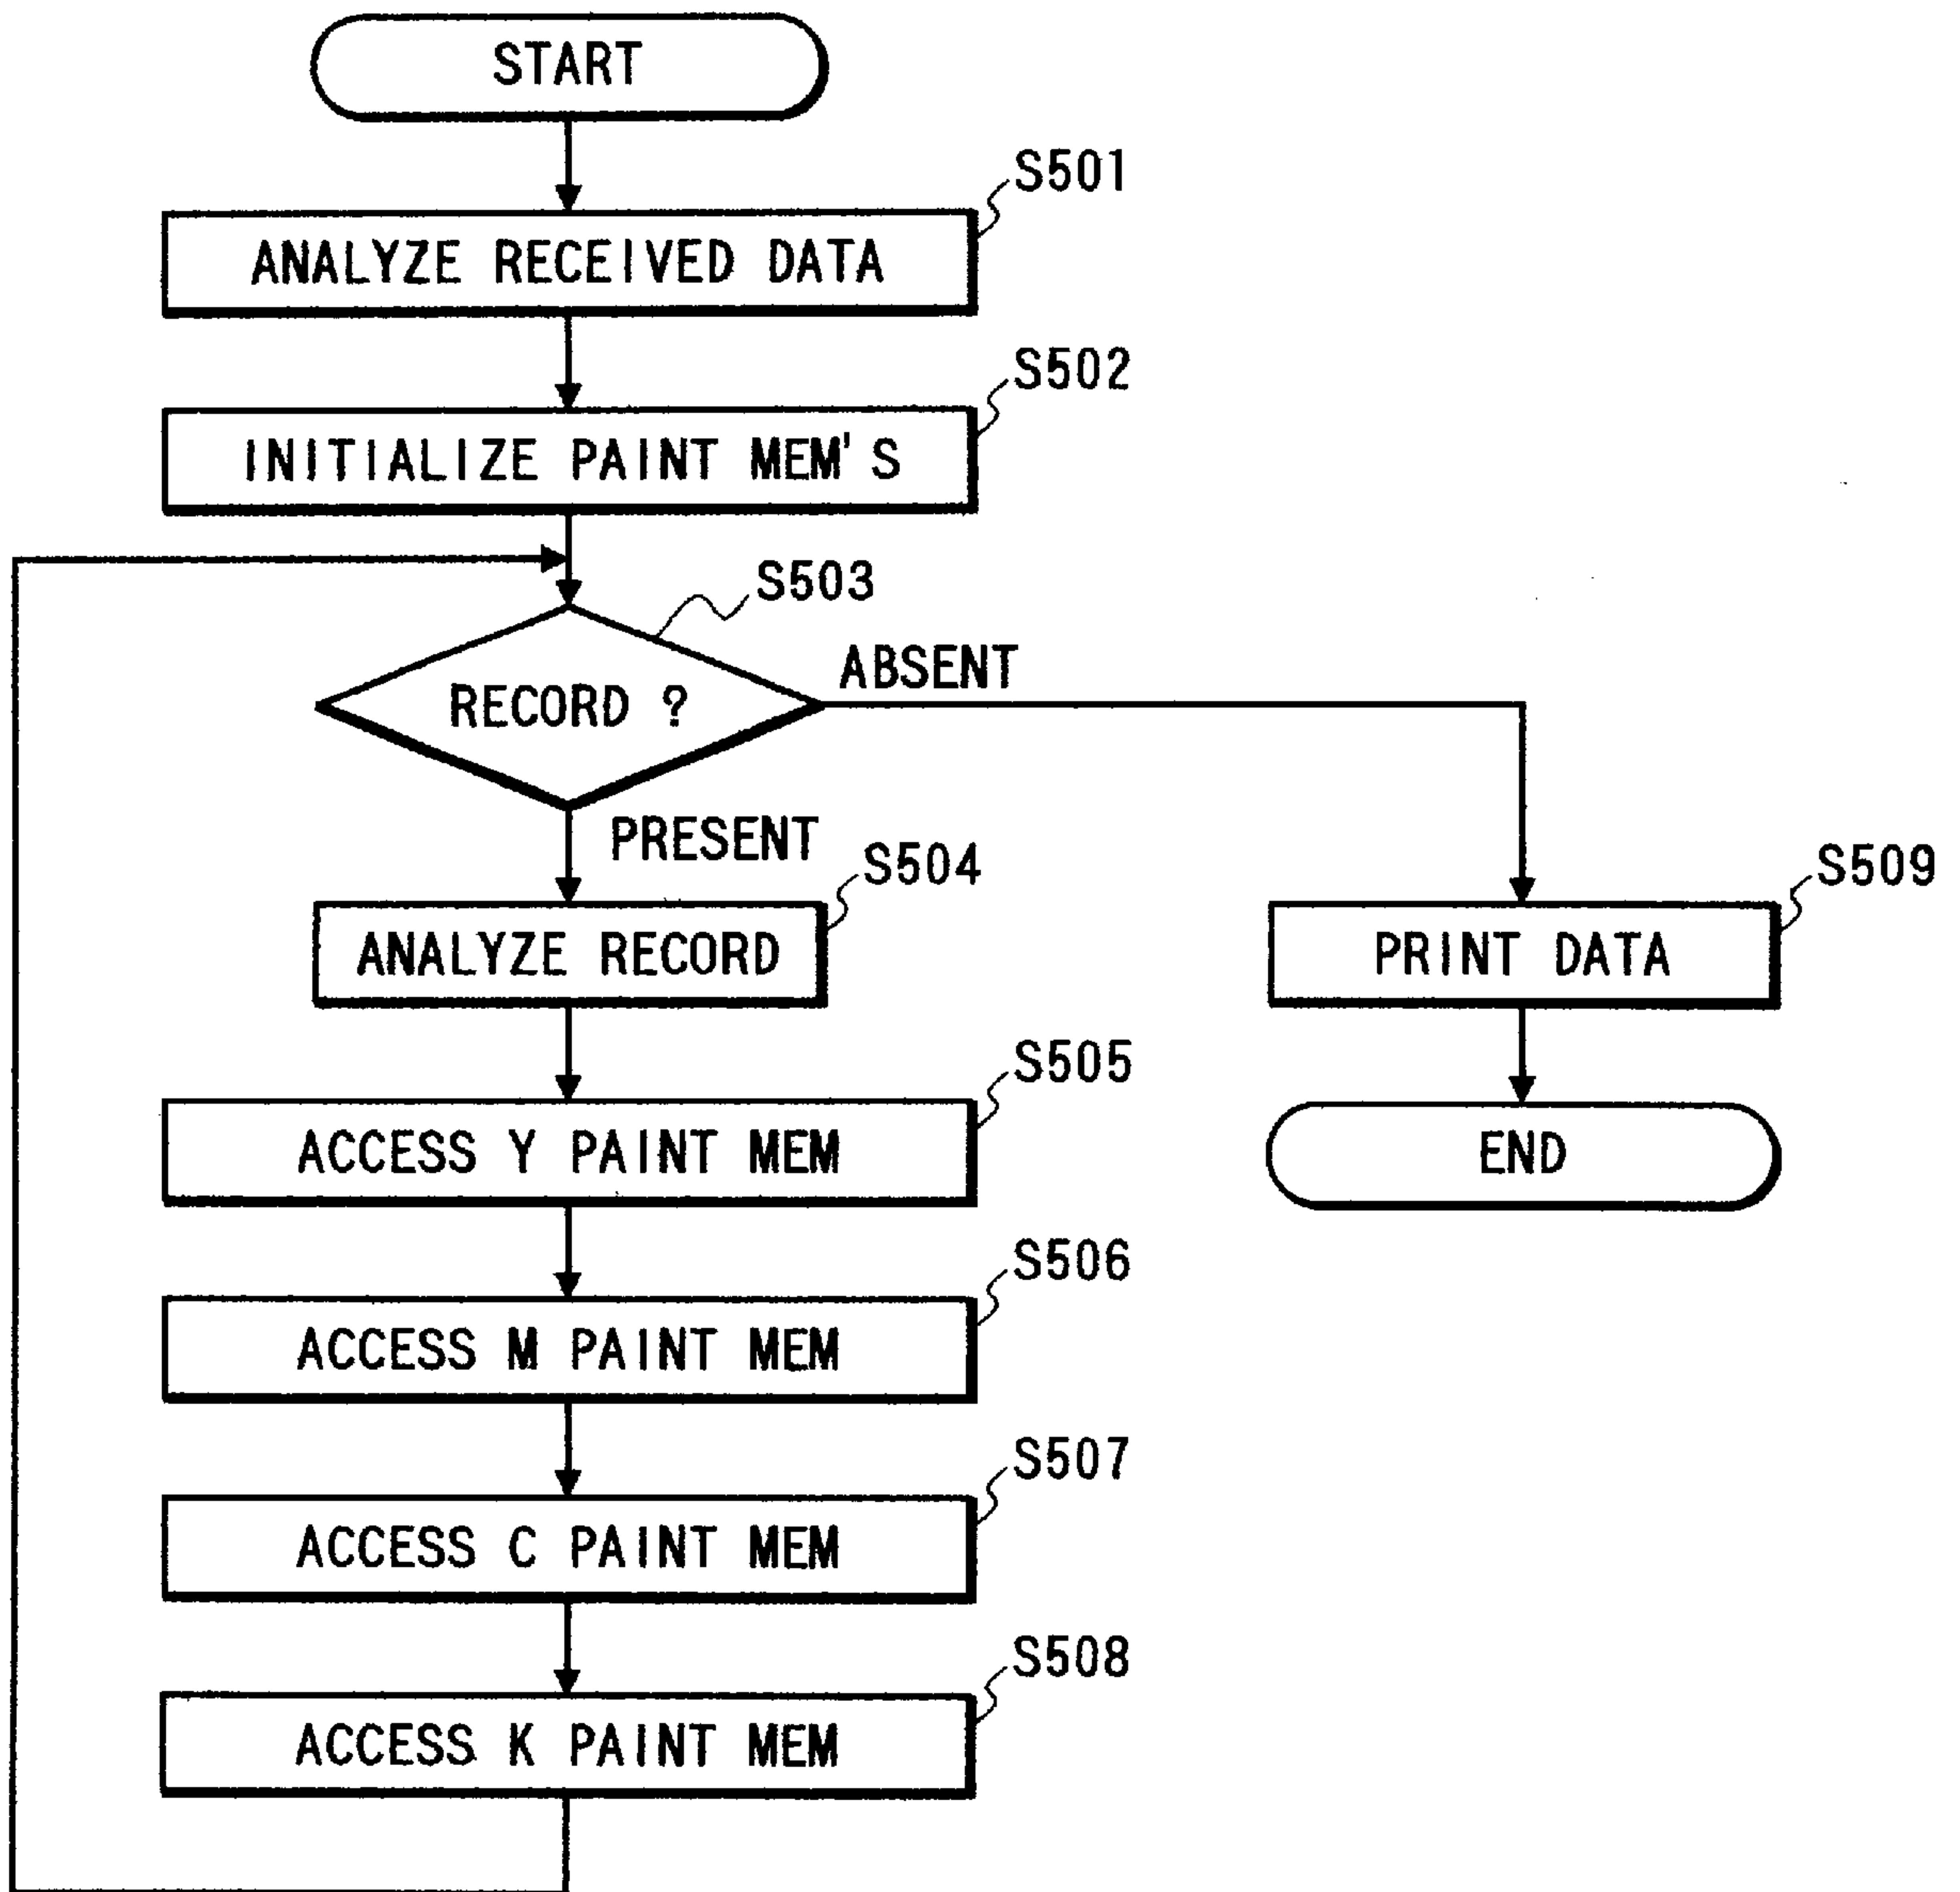 START
S501
ANALYZE RECEIVED DATA
S502
INITIALIZE PAINT MEM'S
S503
RECORD ?
ABSENT
PRESENT
S504
ANALYZE RECORD
S505
ACCESS Y PAINT MEM
S506
ACCESS M PAINT MEM
S507
ACCESS C PAINT MEM
S508
ACCESS K PAINT MEM
S509
PRINT DATA
END